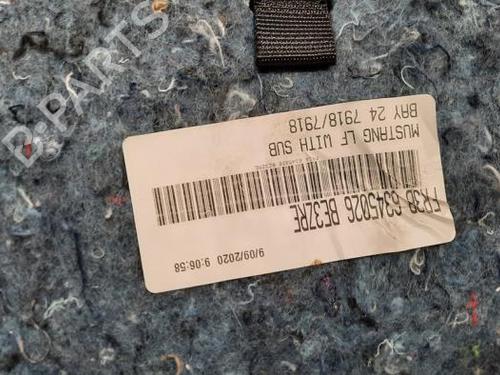 B-PARTS
BAY 24 7918/7918
MUSTANG LF WITH SUB
FR3B 6345026 BE3ZRE
9/09/2020 9:06:58